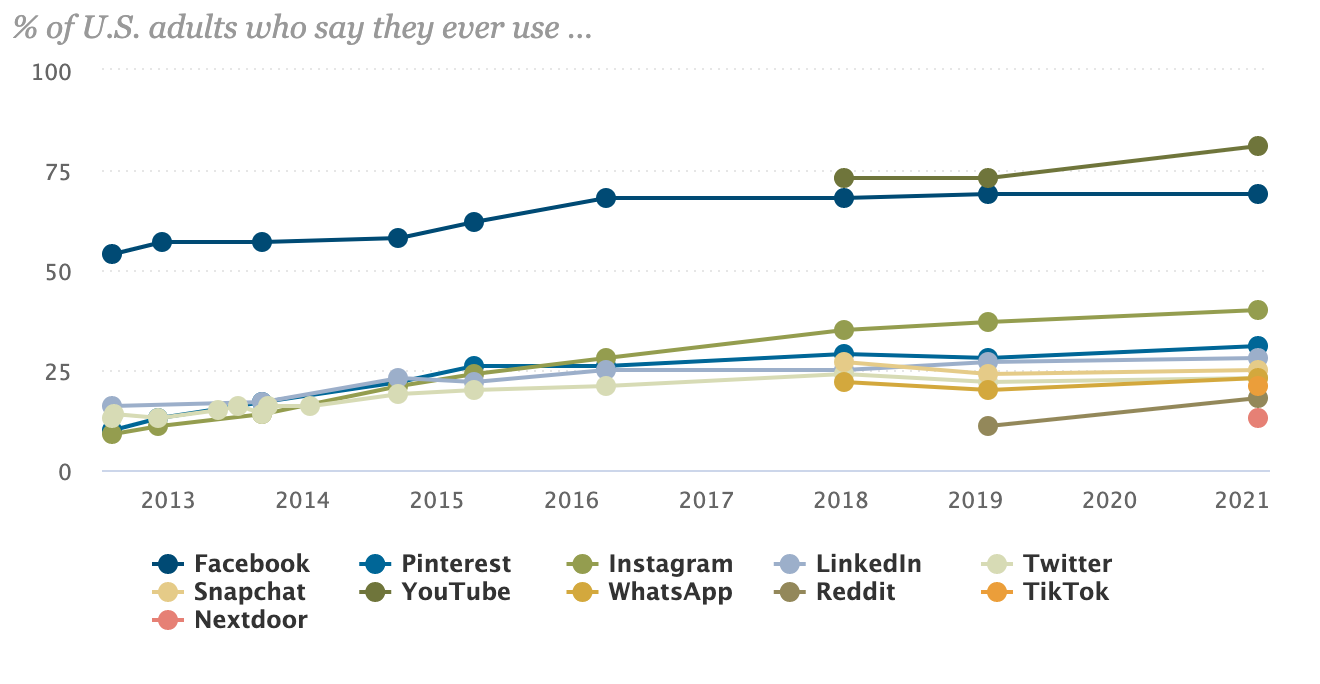 % of U.S. adults who say they ever use ...
100
75
50
25
0
2013 2014 2015 2016 2017 2018 2019 2020 2021
Facebook Pinterest Instagram LinkedIn Twitter
Snapchat YouTube WhatsApp Reddit TikTok
Nextdoor